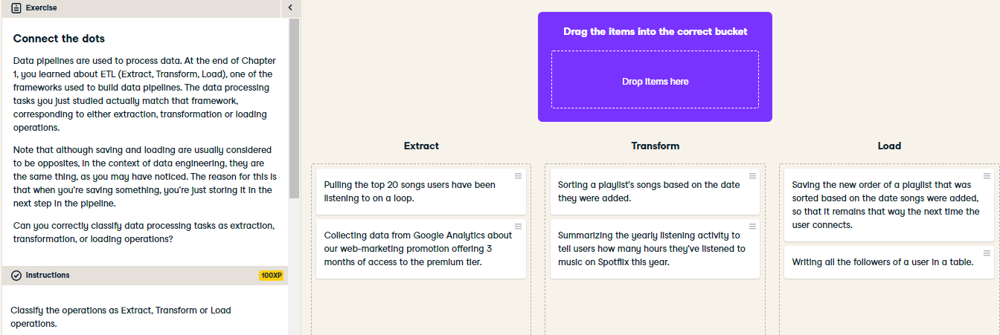 Exercise
Connect the dots
Data pipelines are used to process data. At the end of Chapter
1, you learned about ETL (Extract, Transform, Load), one of the
frameworks used to build data pipelines. The data processing
tasks you just studied actually match that framework,
corresponding to either extraction, transformation or loading
operations.
Note that although saving and loading are usually considered
to be opposites, in the context of data engineering, they are
the same thing, as you may have noticed. The reason for this is
that when you're saving something, you're just storing it in the
next step in the pipeline.
Can you correctly classify data processing tasks as extraction,
transformation, or loading operations?
Instructions
100XP
Classify the operations as Extract, Transform or Load
operations.
Drag the items into the correct bucket
Drop items here
Extract
Pulling the top 20 songs users have been
listening to on a loop.
Collecting data from Google Analytics about
our web-marketing promotion offering 3
months of access to the premium tier.
Transform
Sorting a playlist's songs based on the date
they were added.
Summarizing the yearly listening activity to
tell users how many hours they've listened to
music on Spotflix this year.
Load
Saving the new order of a playlist that was
sorted based on the date songs were added,
so that it remains that way the next time the
user connects.
Writing all the followers of a user in a table.